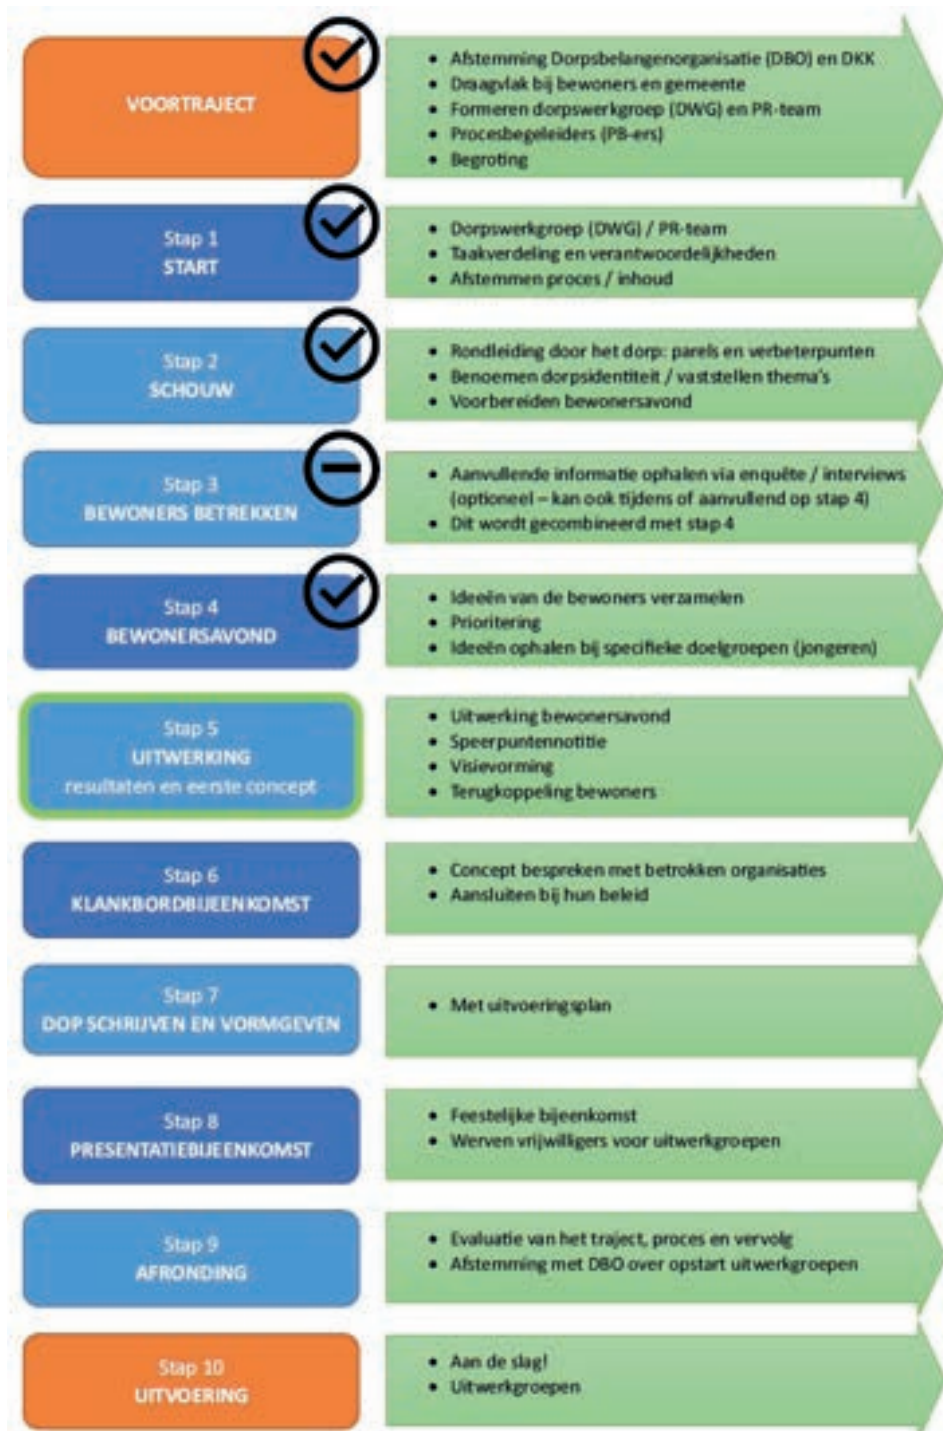 VOORTRAJECT
• Afstemming Dorpsbelangenorganisatie (DBO) en DKK
• Draagvlak bij bewoners en gemeente
• Formeren dorpswerkgroep (DWG) en PR-team
• Procesbegeleiders (PB-ers)
• Begroting
Stap 1
START
• Dorpswerkgroep (DWG) / PR-team
• Taakverdeling en verantwoordelijkheden
• Afstemmen proces / inhoud
Stap 2
SCHOUW
• Rondleiding door het dorp: parels en verbeterpunten
• Benoemen dorpsidentiteit / vaststellen thema's
• Voorbereiden bewonersavond
Stap 3
BEWONERS BETREKKEN
• Aanvullende informatie ophalen via enquête / interviews
(optioneel – kan ook tijdens of aanvullend op stap 4)
• Dit wordt gecombineerd met stap 4
Stap 4
BEWONERSAVOND
• Ideeën van de bewoners verzamelen
• Prioritering
• Ideeën ophalen bij specifieke doelgroepen (jongeren)
Stap 5
UITWERKING
resultaten en eerste concept
• Uitwerking bewonersavond
• Speerpuntennotitie
• Visievorming
• Terugkoppeling bewoners
Stap 6
KLANKBORDBIJEENKOMST
• Concept bespreken met betrokken organisaties
• Aansluiten bij hun beleid
Stap 7
DOP SCHRIJVEN EN VORMGEVEN
• Met uitvoeringsplan
Stap 8
PRESENTATIEBIJEENKOMST
• Feestelijke bijeenkomst
• Werven vrijwilligers voor uitwerkgroepen
Stap 9
AFRONDING
• Evaluatie van het traject, proces en vervolg
• Afstemming met DBO over opstart uitwerkgroepen
Stap 10
UITVOERING
• Aan de slag!
• Uitwerkgroepen